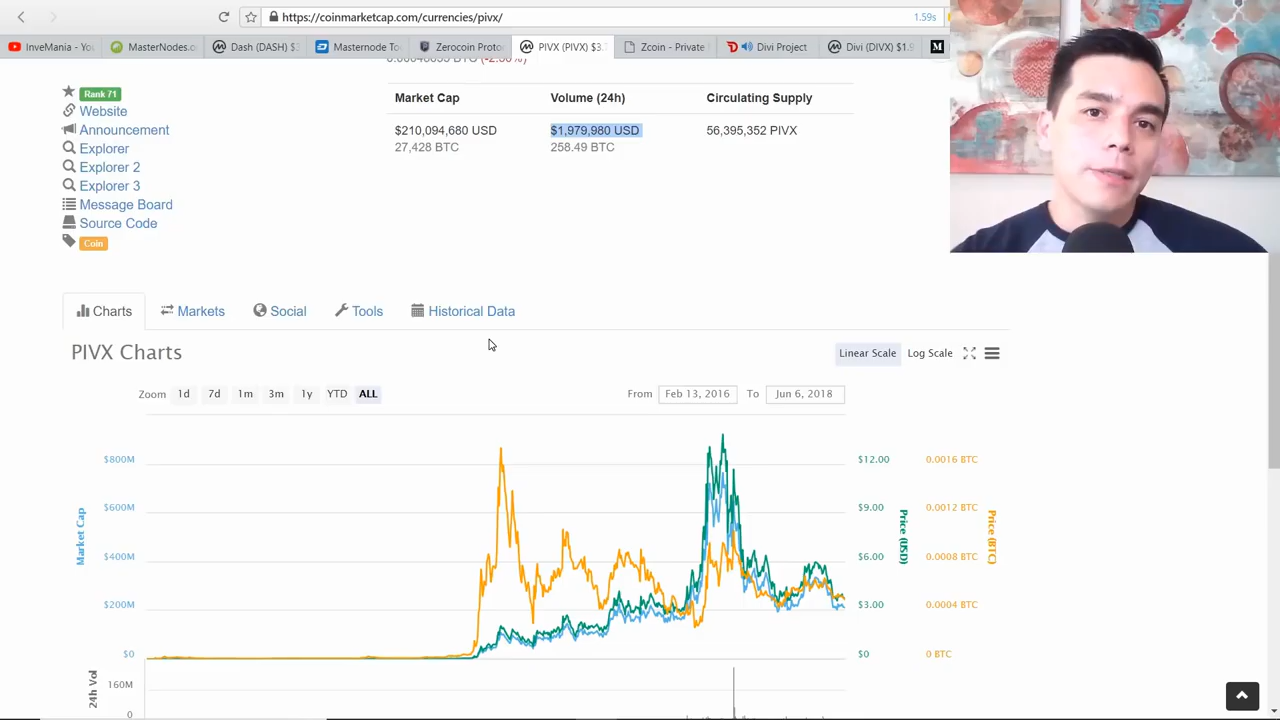 https://coinmarketcap.com/currencies/pivx/
1.59s
InveMania - You
MasterNodes.o
Dash (DASH) $3
Masternode To
Zerocoin Proto
PIVX (PIVX) $3.
Zcoin - Private
Divi Project
Divi (DIVX) $1.9
Rank 71
Website
Announcement
Explorer
Explorer 2
Explorer 3
Message Board
Source Code
Coin
Market Cap
$210,094,680 USD
27,428 BTC
Volume (24h)
$1,979,980 USD
258.49 BTC
Circulating Supply
56,395,352 PIVX
Charts
Markets
Social
Tools
Historical Data
PIVX Charts
Linear Scale
Log Scale
Zoom 1d 7d 1m 3m 1y YTD ALL
From Feb 13, 2016 To Jun 6, 2018
$800M
$600M
$400M
$200M
$0
Market Cap
$12.00
$9.00
$6.00
$3.00
$0
Price (USD)
0.0016 BTC
0.0012 BTC
0.0008 BTC
0.0004 BTC
0 BTC
Price (BTC)
24h Vol
160M
0